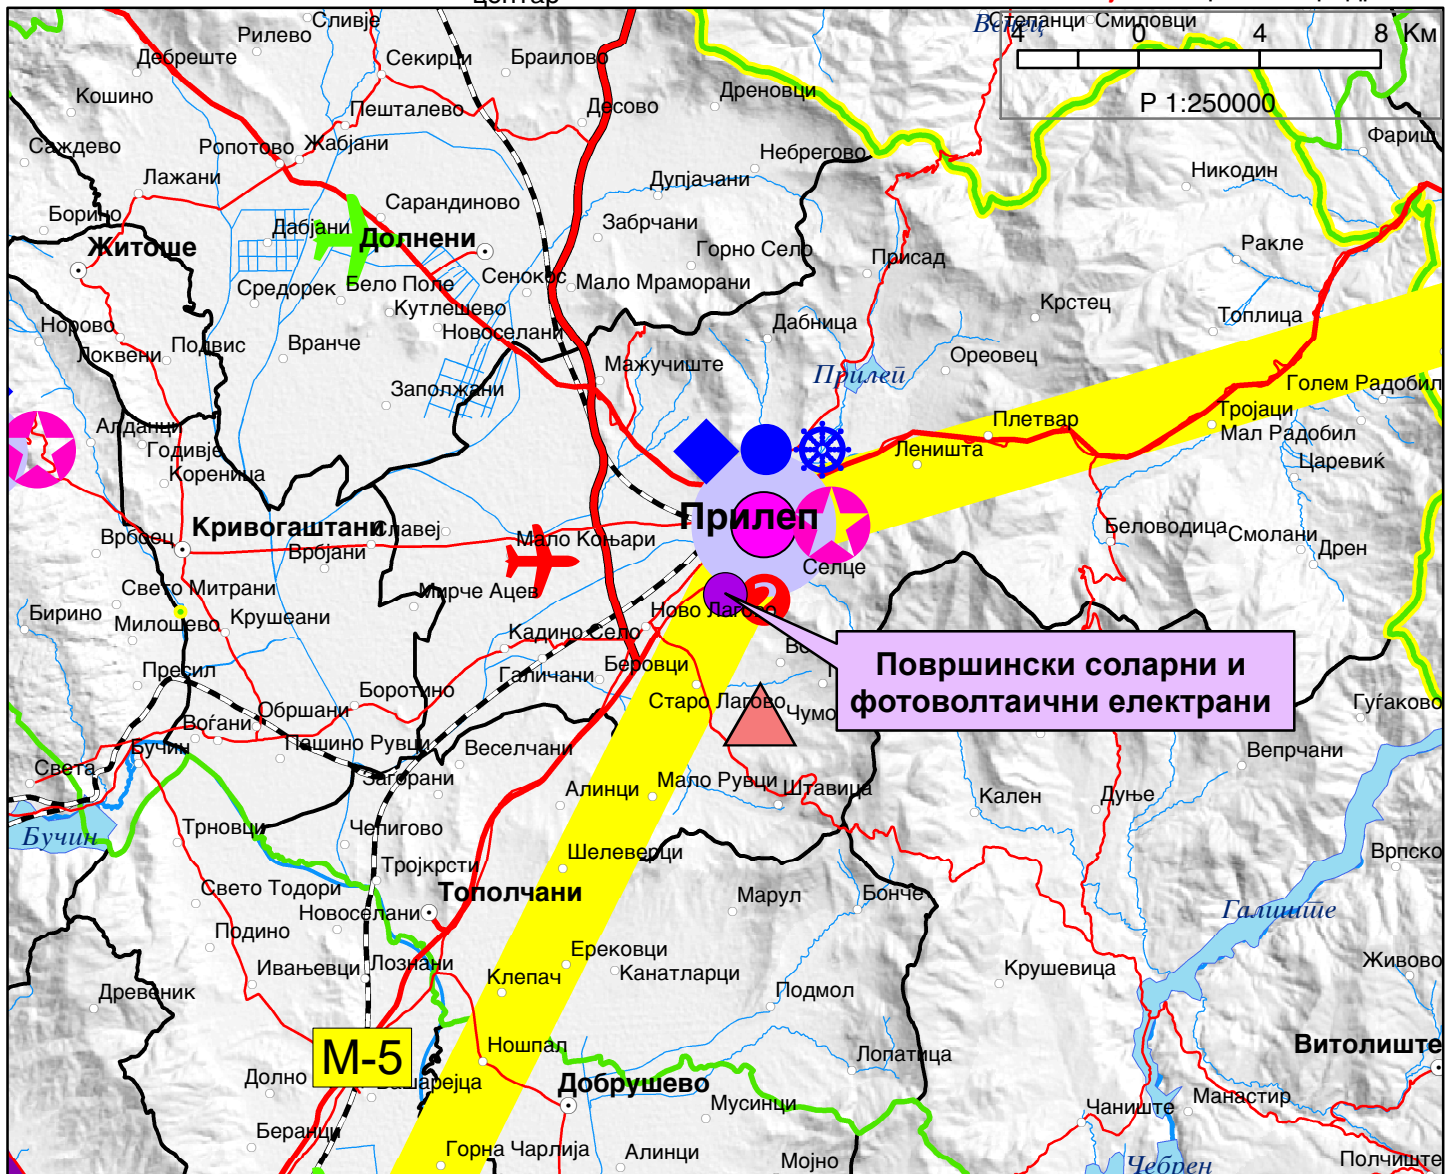 центар
Сливје
Рилево
Дебреште
Секирци
Браилово
Степанци
Смиловци
4 0 4 8 Км
Р 1:250000
Кошино
Пешталево
Десово
Дреновци
Фариш
Саждево
Ропотово
Жабјани
Небрегово
Никодин
Лажани
Дупјачани
Борино
Сарандиново
Забрчани
Дабјани
Житоше
Долнени
Горно Село
Присад
Ракле
Сенокос
Средорек
Бело Поле
Мало Мраморани
Кутлешево
Крстец
Топлица
Норово
Новоселани
Дабница
Локвени
Подвис
Вранче
Мажучиште
Ореовец
Прилеп
Заполжани
Голем Радобил
Плетвар
Тројаци
Алданци
Мал Радобил
Годивје
Леништа
Царевиќ
Кореница
Прилеп
Кривогаштани
Славеј
Врбоец
Врбјани
Мало Коњари
Беловодица
Смолани
Дрен
Селце
Свето Митрани
Мирче Ацев
Бирино
Милошево
Крушеани
Ново Лагово
2
Кадино Село
Површински соларни и
фотоволтаични електрани
Пресил
Галичани
Беровци
Боротино
Старо Лагово
Обршани
Воѓани
Гуѓаково
Бучин
Пашино Рувци
Веселчани
Вепрчани
Света
Загорани
Алинци
Мало Рувци
Штавица
Кален
Дуње
Бучин
Трновци
Чепигово
Шелеверци
Врпско
Тројкрсти
Свето Тодори
Тополчани
Марул
Бонче
Новоселани
Галиште
Подино
Ерековци
Ивањевци
Лознани
Канатларци
Крушевица
Живово
Клепач
Древеник
Подмол
М-5
Ношпал
Лопатица
Витолиште
Долно
Добрушево
Мусинци
Чаниште
Манастир
Беранци
Горна Чарлија
Алинци
Мојно
Чебрен
Полчиште